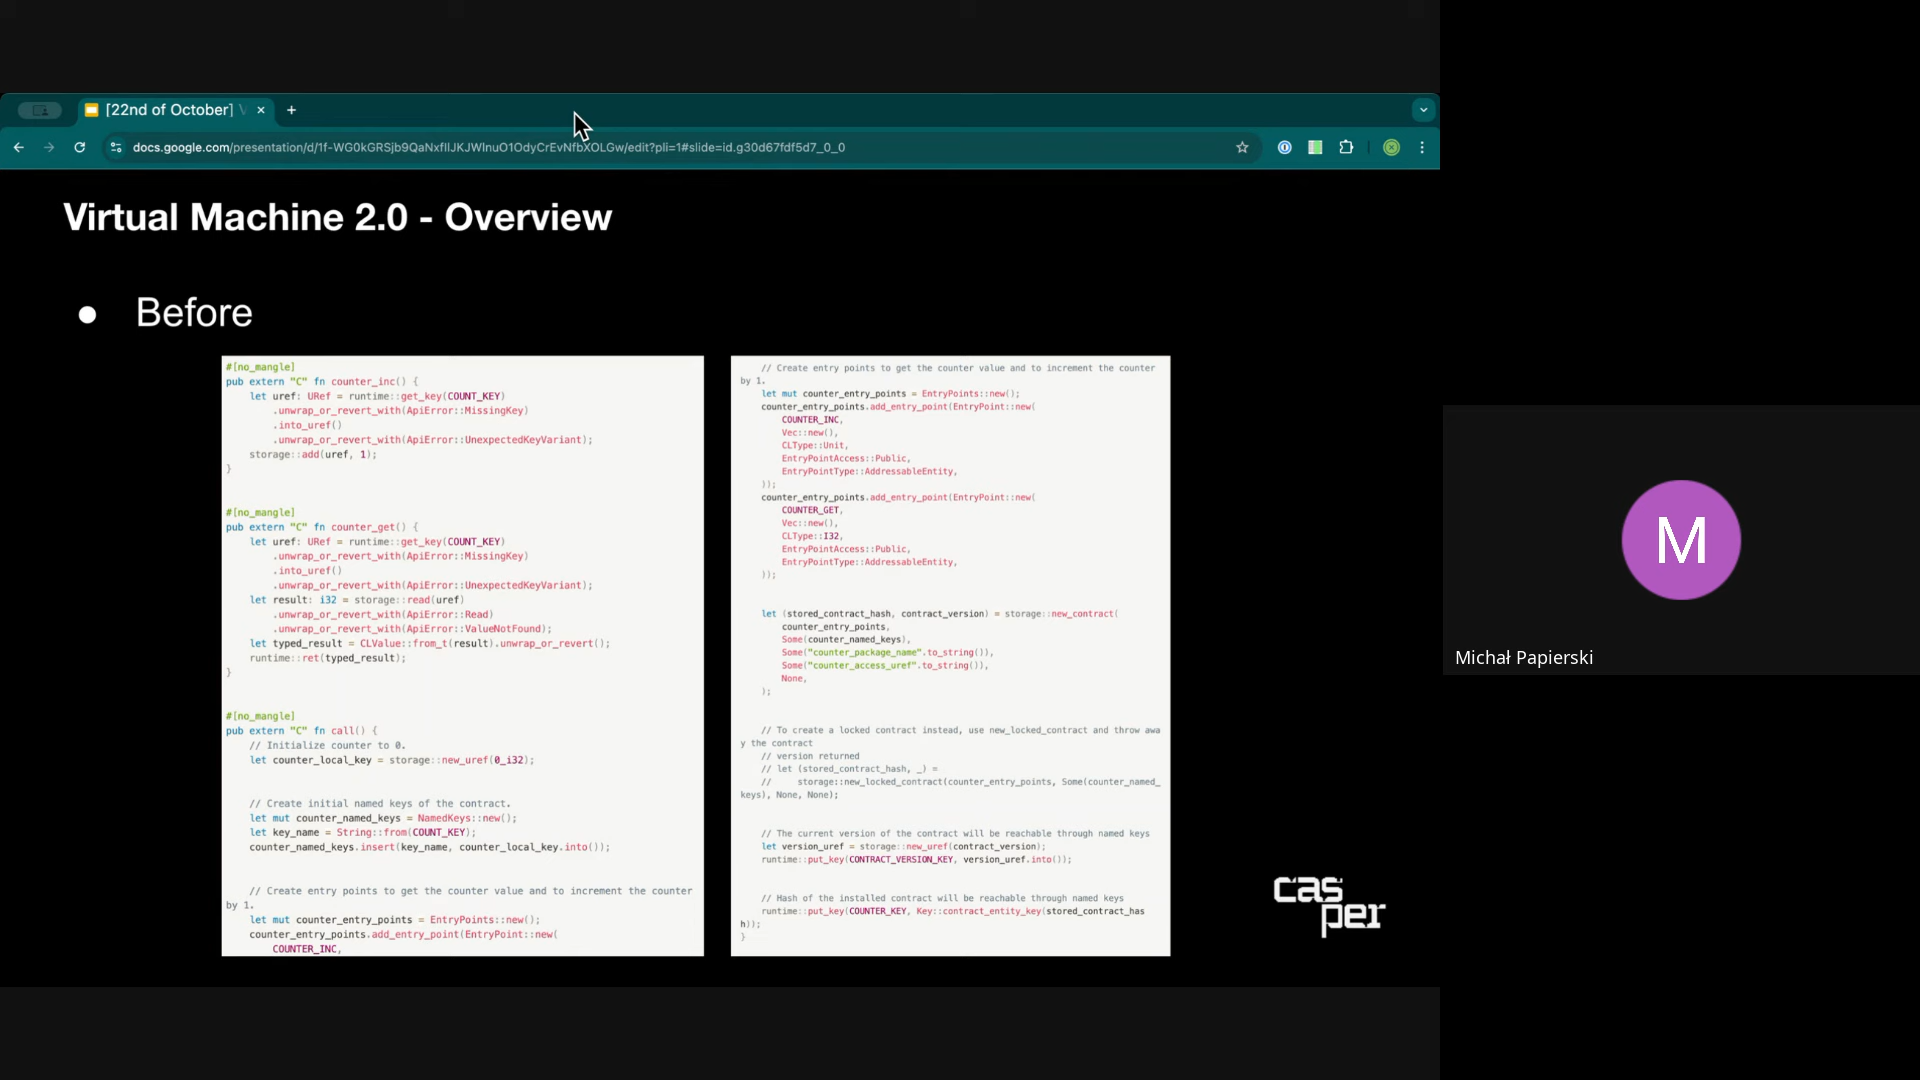 [22nd of October] V
docs.google.com/presentation/d/1f-WG0kGRSjb9QaNxfIIJKJWInuO1OdyCrEvNfbXOLGw/edit?pli=1#slide=id.g30d67fdf5d7_0_0
Virtual Machine 2.0 - Overview
● Before
#[no_mangle]
pub extern "C" fn counter_inc() {
    let uref: URef = runtime::get_key(COUNT_KEY)
        .unwrap_or_revert_with(ApiError::MissingKey)
        .into_uref()
        .unwrap_or_revert_with(ApiError::UnexpectedKeyVariant);
    storage::add(uref, 1);
}
#[no_mangle]
pub extern "C" fn counter_get() {
    let uref: URef = runtime::get_key(COUNT_KEY)
        .unwrap_or_revert_with(ApiError::MissingKey)
        .into_uref()
        .unwrap_or_revert_with(ApiError::UnexpectedKeyVariant);
    let result: i32 = storage::read(uref)
        .unwrap_or_revert_with(ApiError::Read)
        .unwrap_or_revert_with(ApiError::ValueNotFound);
    let typed_result = CLValue::from_t(result).unwrap_or_revert();
    runtime::ret(typed_result);
}
#[no_mangle]
pub extern "C" fn call() {
    // Initialize counter to 0.
    let counter_local_key = storage::new_uref(0_i32);
    // Create initial named keys of the contract.
    let mut counter_named_keys = NamedKeys::new();
    let key_name = String::from(COUNT_KEY);
    counter_named_keys.insert(key_name, counter_local_key.into());
    // Create entry points to get the counter value and to increment the counter
by 1.
    let mut counter_entry_points = EntryPoints::new();
    counter_entry_points.add_entry_point(EntryPoint::new(
        COUNTER_INC,
    // Create entry points to get the counter value and to increment the counter
by 1.
    let mut counter_entry_points = EntryPoints::new();
    counter_entry_points.add_entry_point(EntryPoint::new(
        COUNTER_INC,
        Vec::new(),
        CLType::Unit,
        EntryPointAccess::Public,
        EntryPointType::AddressableEntity,
    ));
    counter_entry_points.add_entry_point(EntryPoint::new(
        COUNTER_GET,
        Vec::new(),
        CLType::I32,
        EntryPointAccess::Public,
        EntryPointType::AddressableEntity,
    ));
    let (stored_contract_hash, contract_version) = storage::new_contract(
        counter_entry_points,
        Some(counter_named_keys),
        Some("counter_package_name".to_string()),
        Some("counter_access_uref".to_string()),
        None,
    );
    // To create a locked contract instead, use new_locked_contract and throw awa
y the contract
    // version returned
    // let (stored_contract_hash, _) =
    //     storage::new_locked_contract(counter_entry_points, Some(counter_named_
keys), None, None);
    // The current version of the contract will be reachable through named keys
    let version_uref = storage::new_uref(contract_version);
    runtime::put_key(CONTRACT_VERSION_KEY, version_uref.into());
    // Hash of the installed contract will be reachable through named keys
    runtime::put_key(COUNTER_KEY, Key::contract_entity_key(stored_contract_has
h));
}
cas
per
M
Michał Papierski